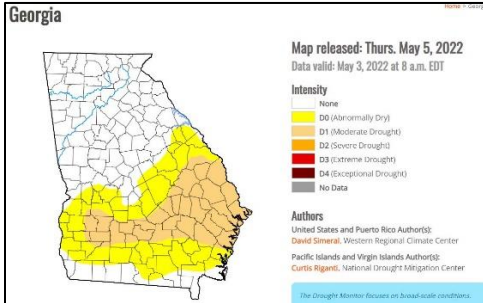 Home > Georg
Georgia
Map released: Thurs. May 5, 2022
Data valid: May 3, 2022 at 8 a.m. EDT
Intensity
None
D0 (Abnormally Dry)
D1 (Moderate Drought)
D2 (Severe Drought)
D3 (Extreme Drought)
D4 (Exceptional Drought)
No Data
Authors
United States and Puerto Rico Author(s):
David Simeral, Western Regional Climate Center
Pacific Islands and Virgin Islands Author(s):
Curtis Riganti, National Drought Mitigation Center
The Drought Monitor focuses on broad-scale conditions.